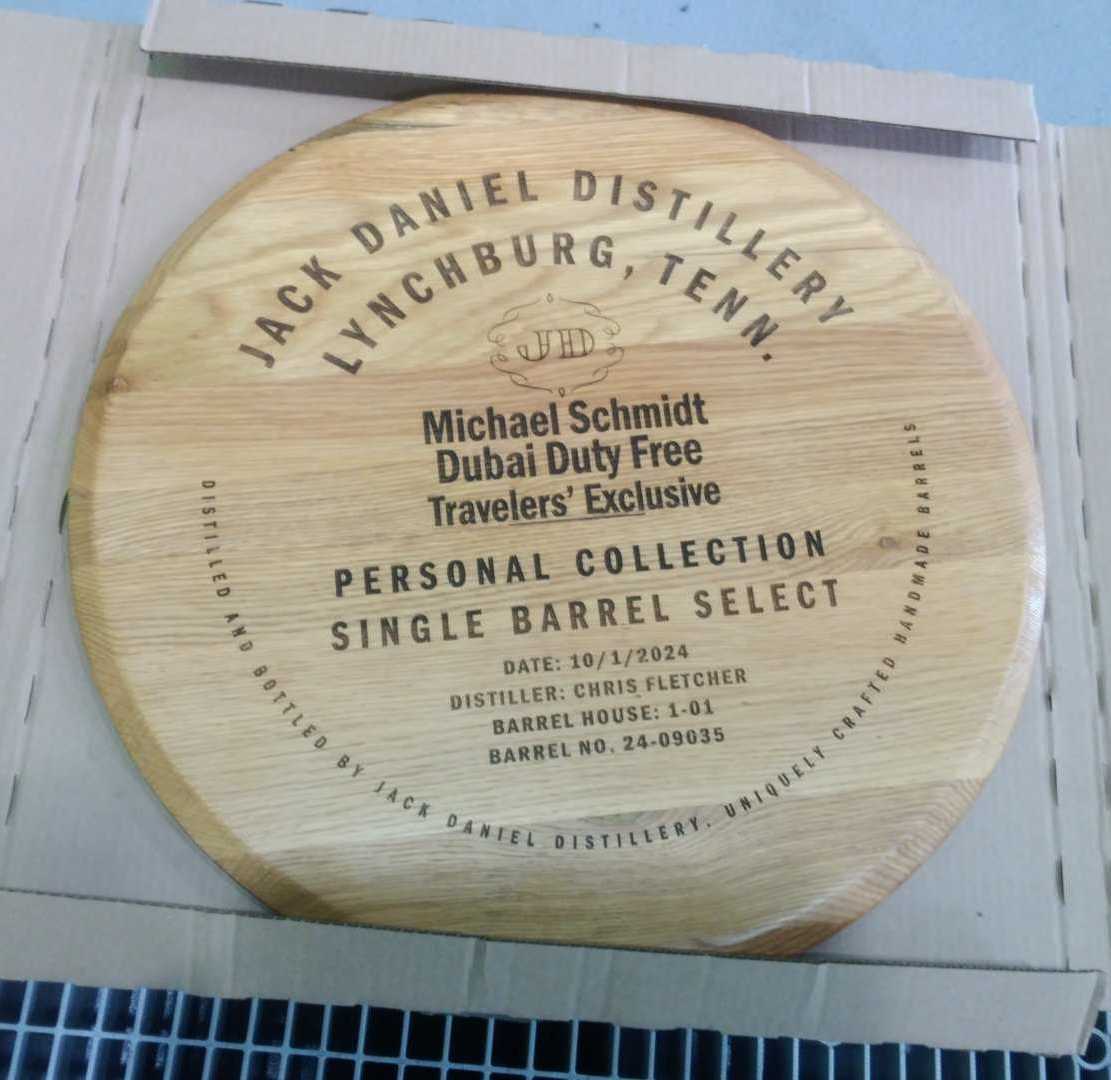 JACK DANIEL DISTILLERY
LYNCHBURG, TENN.
JD
Michael Schmidt
Dubai Duty Free
Travelers' Exclusive
PERSONAL COLLECTION
SINGLE BARREL SELECT
DATE: 10/1/2024
DISTILLER: CHRIS FLETCHER
BARREL HOUSE: 1-01
BARREL NO. 24-09035
DISTILLED AND BOTTLED BY JACK DANIEL DISTILLERY. UNIQUELY CRAFTED HANDMADE BARRELS